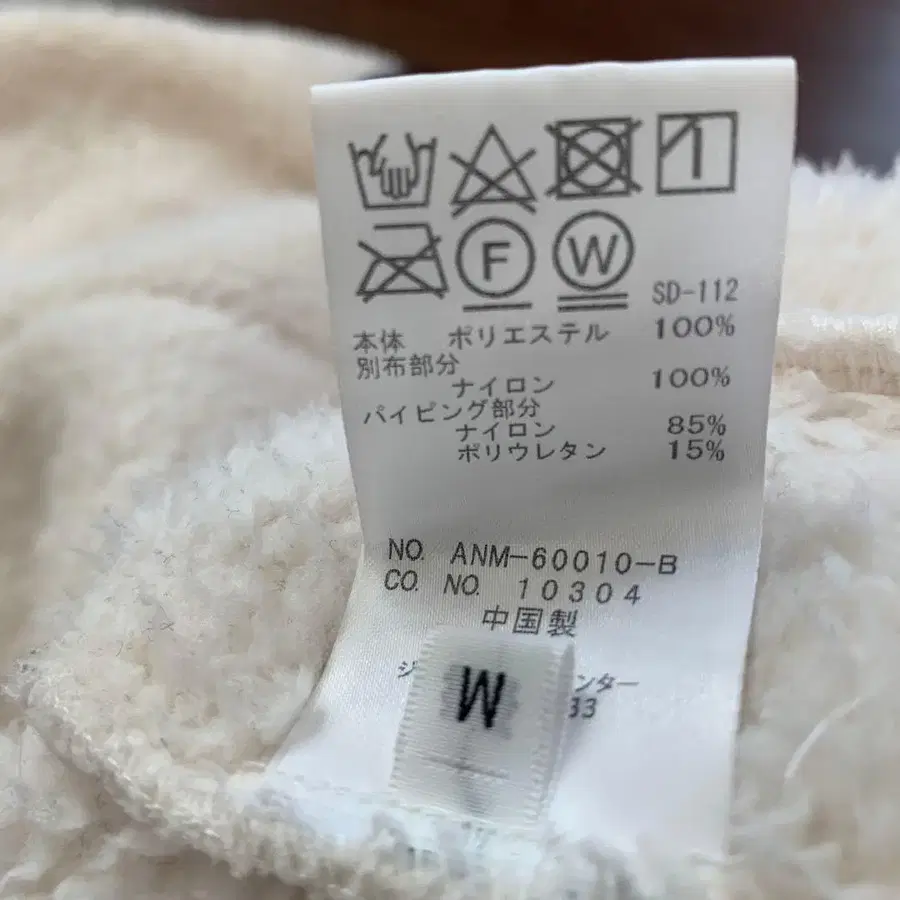 F W
SD-112
本体 ポリエステル 100%
別布部分
ナイロン 100%
パイピング部分
ナイロン 85%
ポリウレタン 15%
NO. ANM-60010-B
CO. NO. 10304
中国製
M